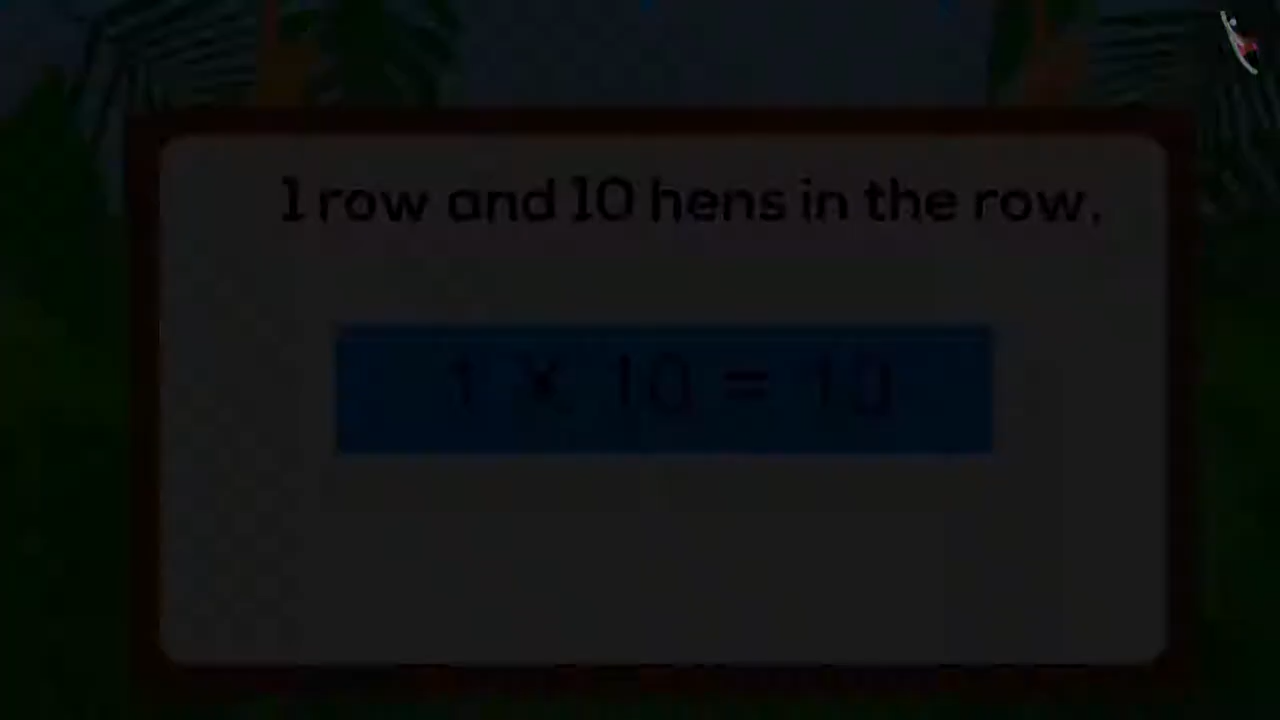 1 row and 10 hens in the row.
1 × 10 = 10